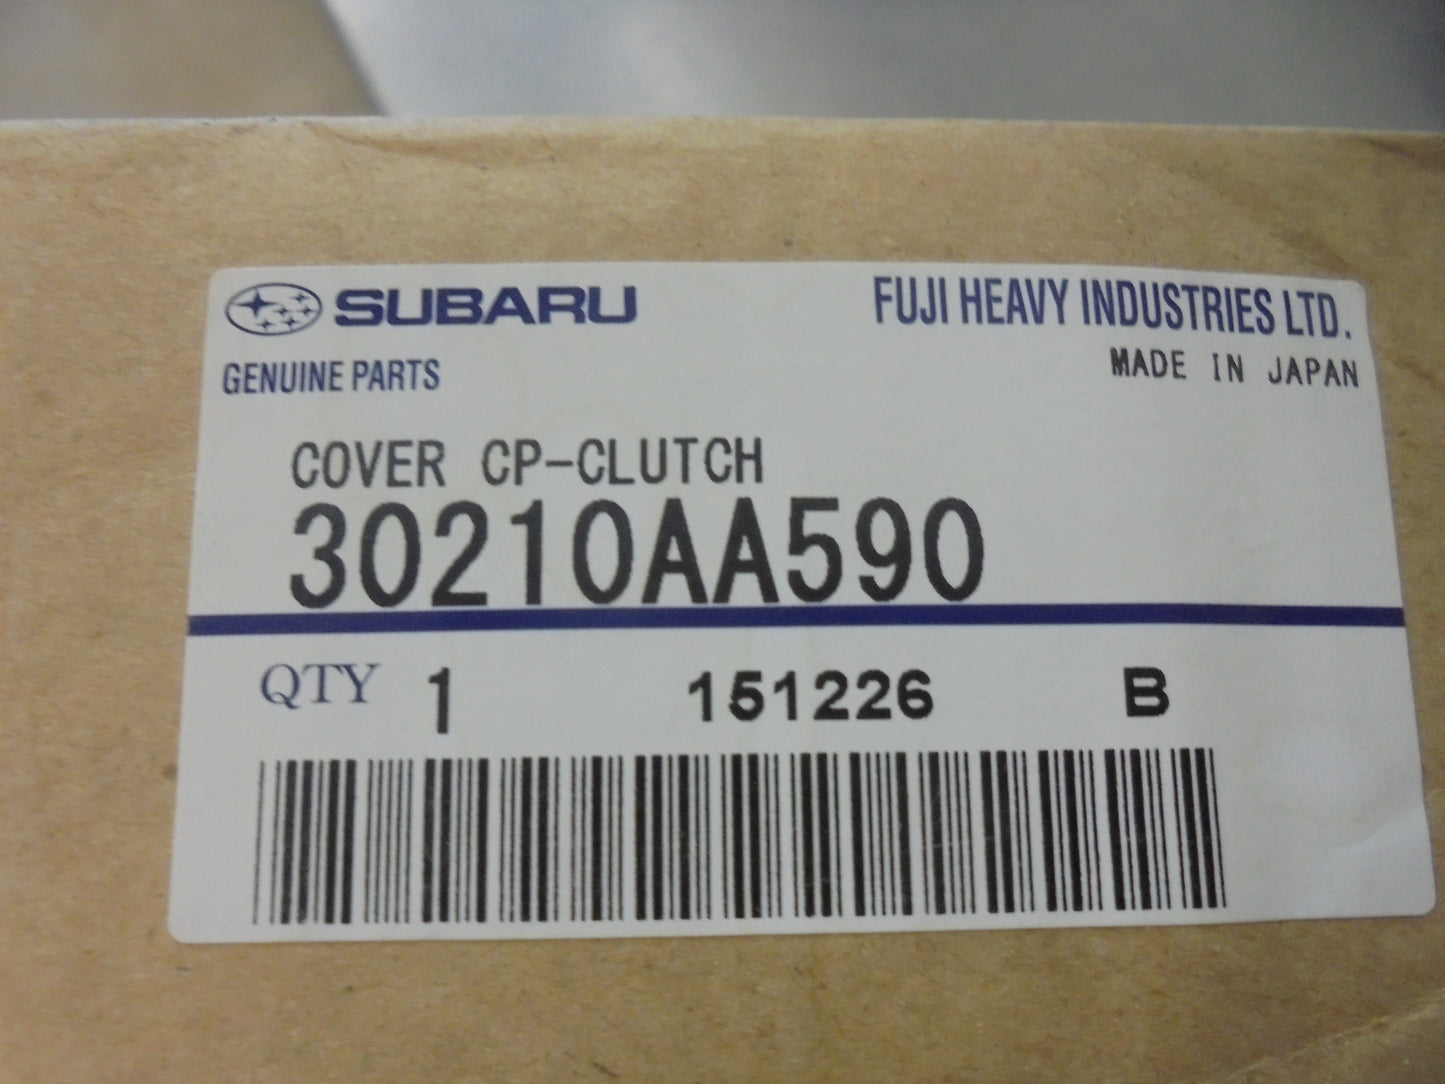 SUBARU
FUJI HEAVY INDUSTRIES LTD.
GENUINE PARTS
MADE IN JAPAN
COVER CP-CLUTCH
30210AA590
QTY 1 151226 B